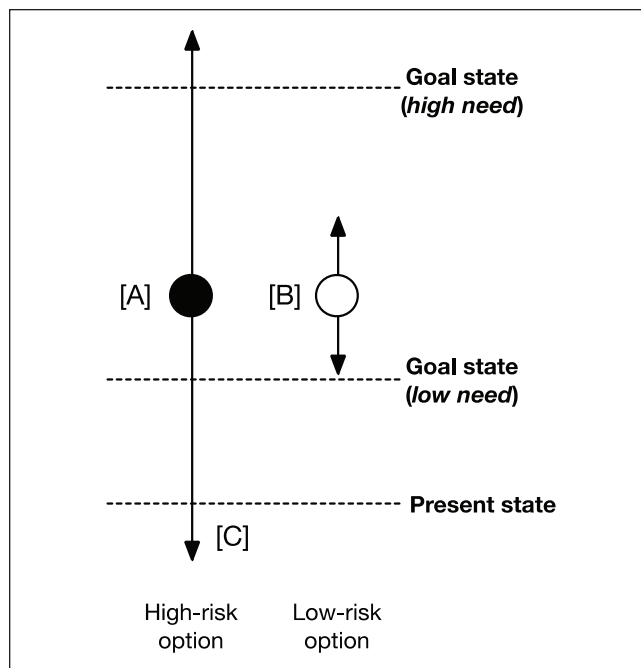 Goal state
(high need)
[A]
[B]
Goal state
(low need)
Present state
[C]
High-risk
option
Low-risk
option